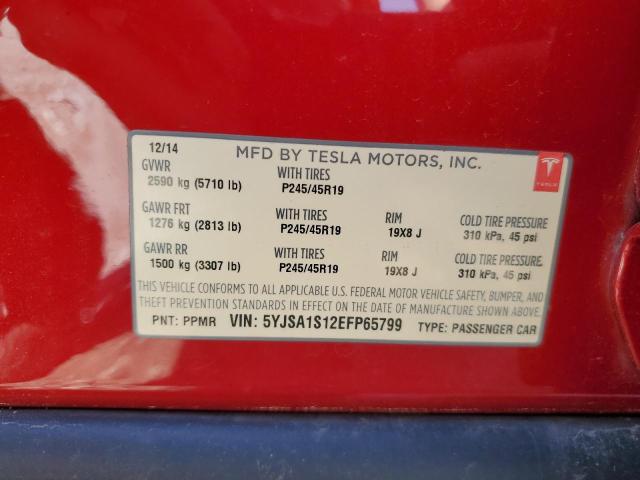 12/14 MFD BY TESLA MOTORS, INC.
GVWR WITH TIRES
2590 kg (5710 lb) P245/45R19
TESLA
GAWR FRT WITH TIRES RIM COLD TIRE PRESSURE
1276 kg (2813 lb) P245/45R19 19X8 J 310 kPa, 45 psi
GAWR RR WITH TIRES RIM COLD TIRE PRESSURE
1500 kg (3307 lb) P245/45R19 19X8 J 310 kPa, 45 psi
THIS VEHICLE CONFORMS TO ALL APPLICABLE U.S. FEDERAL MOTOR VEHICLE SAFETY, BUMPER, AND
THEFT PREVENTION STANDARDS IN EFFECT ON THE DATE OF MANUFACTURE SHOWN ABOVE.
PNT: PPMR VIN: 5YJSA1S12EFP65799 TYPE: PASSENGER CAR